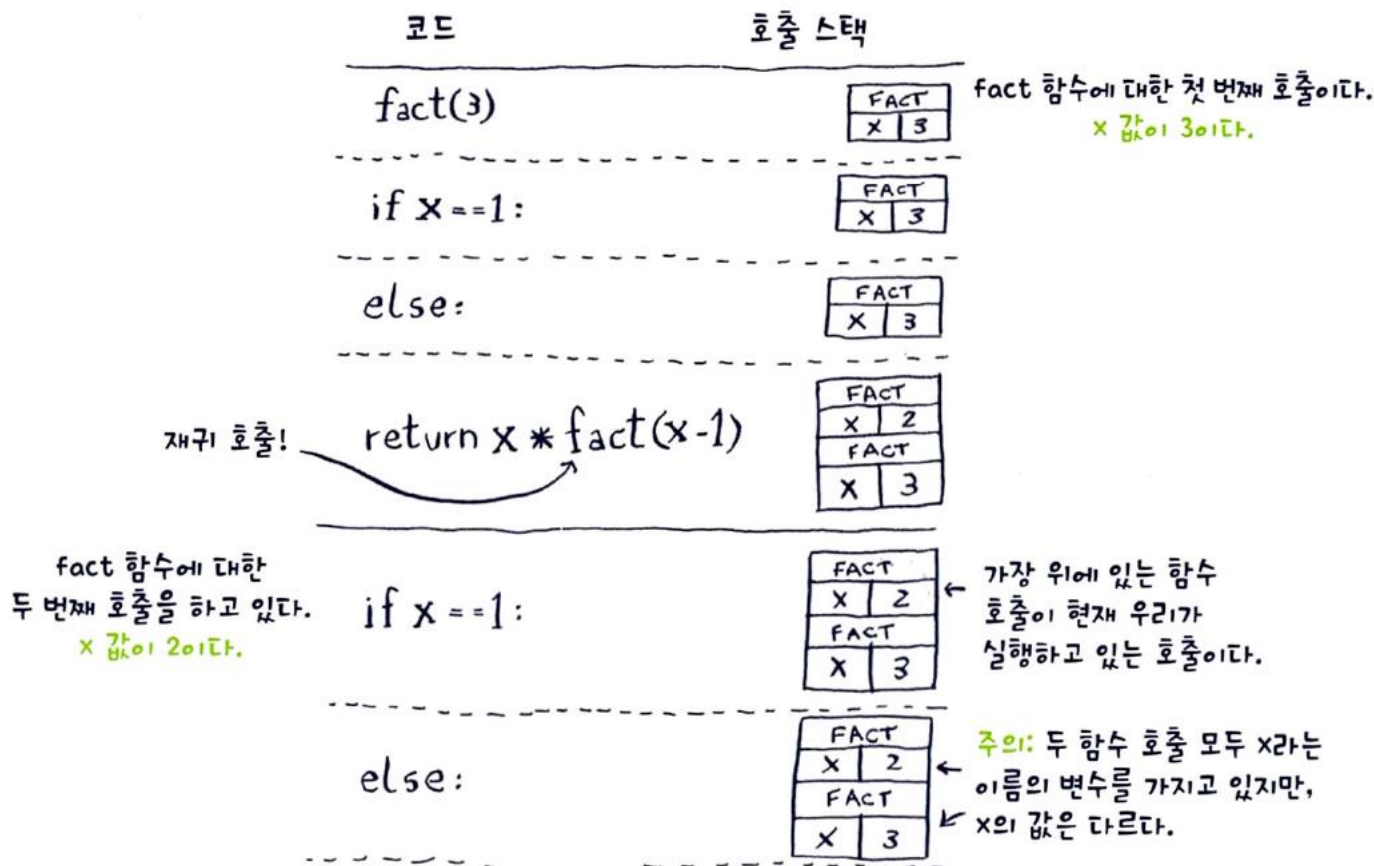 코드 호출 스택
fact(3)
FACT
X 3
fact 함수에 대한 첫 번째 호출이다.
x 값이 3이다.
if x==1:
FACT
X 3
else:
FACT
X 3
재귀 호출!
return x * fact(x-1)
FACT
X 2
FACT
X 3
fact 함수에 대한
두 번째 호출을 하고 있다.
x 값이 2이다.
if x ==1:
FACT
X 2
FACT
X 3
가장 위에 있는 함수
호출이 현재 우리가
실행하고 있는 호출이다.
else:
FACT
X 2
FACT
X 3
주의: 두 함수 호출 모두 x라는
이름의 변수를 가지고 있지만,
x의 값은 다르다.